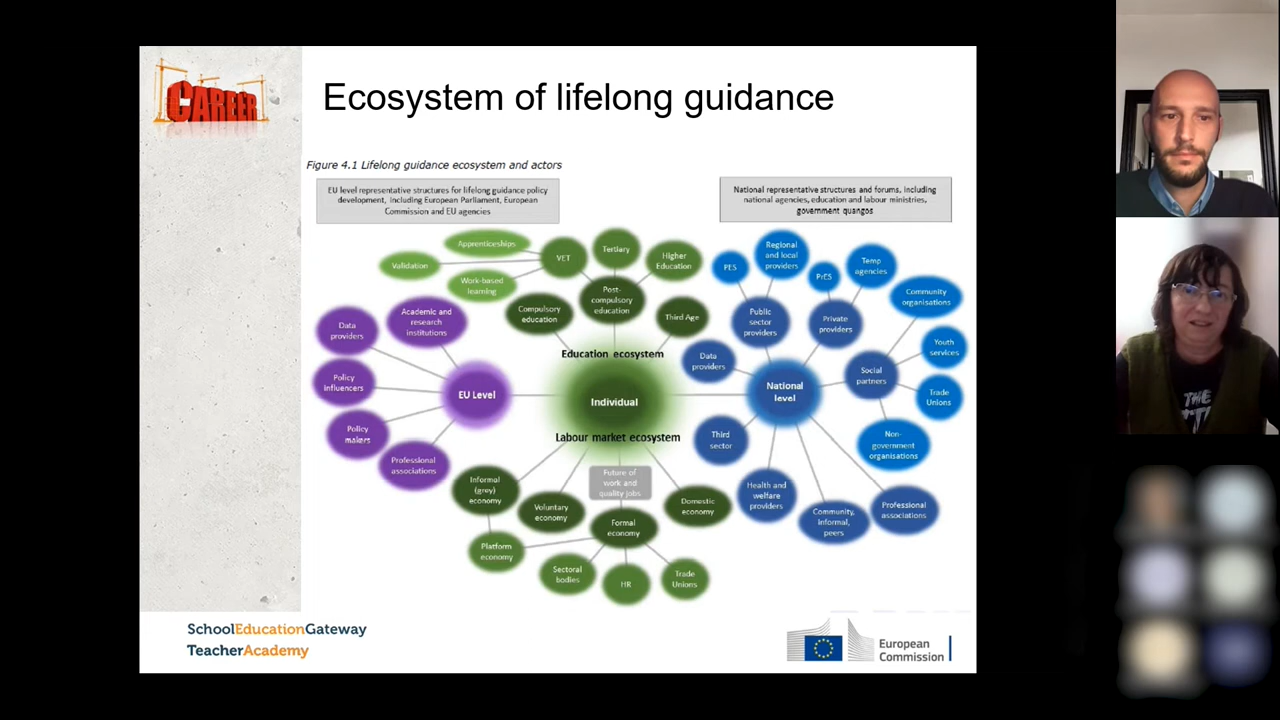 CAREER
Ecosystem of lifelong guidance
Figure 4.1 Lifelong guidance ecosystem and actors
EU level representative structures for lifelong guidance policy
development, including European Parliament, European
Commission and EU agencies
National representative structures and forums, including
national agencies, education and labour ministries,
government quangos
Apprenticeships
Validation
Work-based
learning
VET
Tertiary
Higher
Education
Post-
compulsory
education
Compulsory
education
Third Age
Education ecosystem
Individual
Labour market ecosystem
Academic and
research
institutions
Data
providers
Policy
influencers
Policy
makers
Professional
associations
EU Level
Informal
(grey)
economy
Voluntary
economy
Future of
work and
quality jobs
Formal
economy
Domestic
economy
Platform
economy
Sectoral
bodies
HR
Trade
Unions
PES
Regional
and local
providers
PrES
Temp
agencies
Community
organisations
Public
sector
providers
Private
providers
Data
providers
National
level
Social
partners
Youth
services
Trade
Unions
Non-
government
organisations
Third
sector
Health and
welfare
providers
Community,
informal,
peers
Professional
associations
SchoolEducationGateway
TeacherAcademy
European
Commission
THE